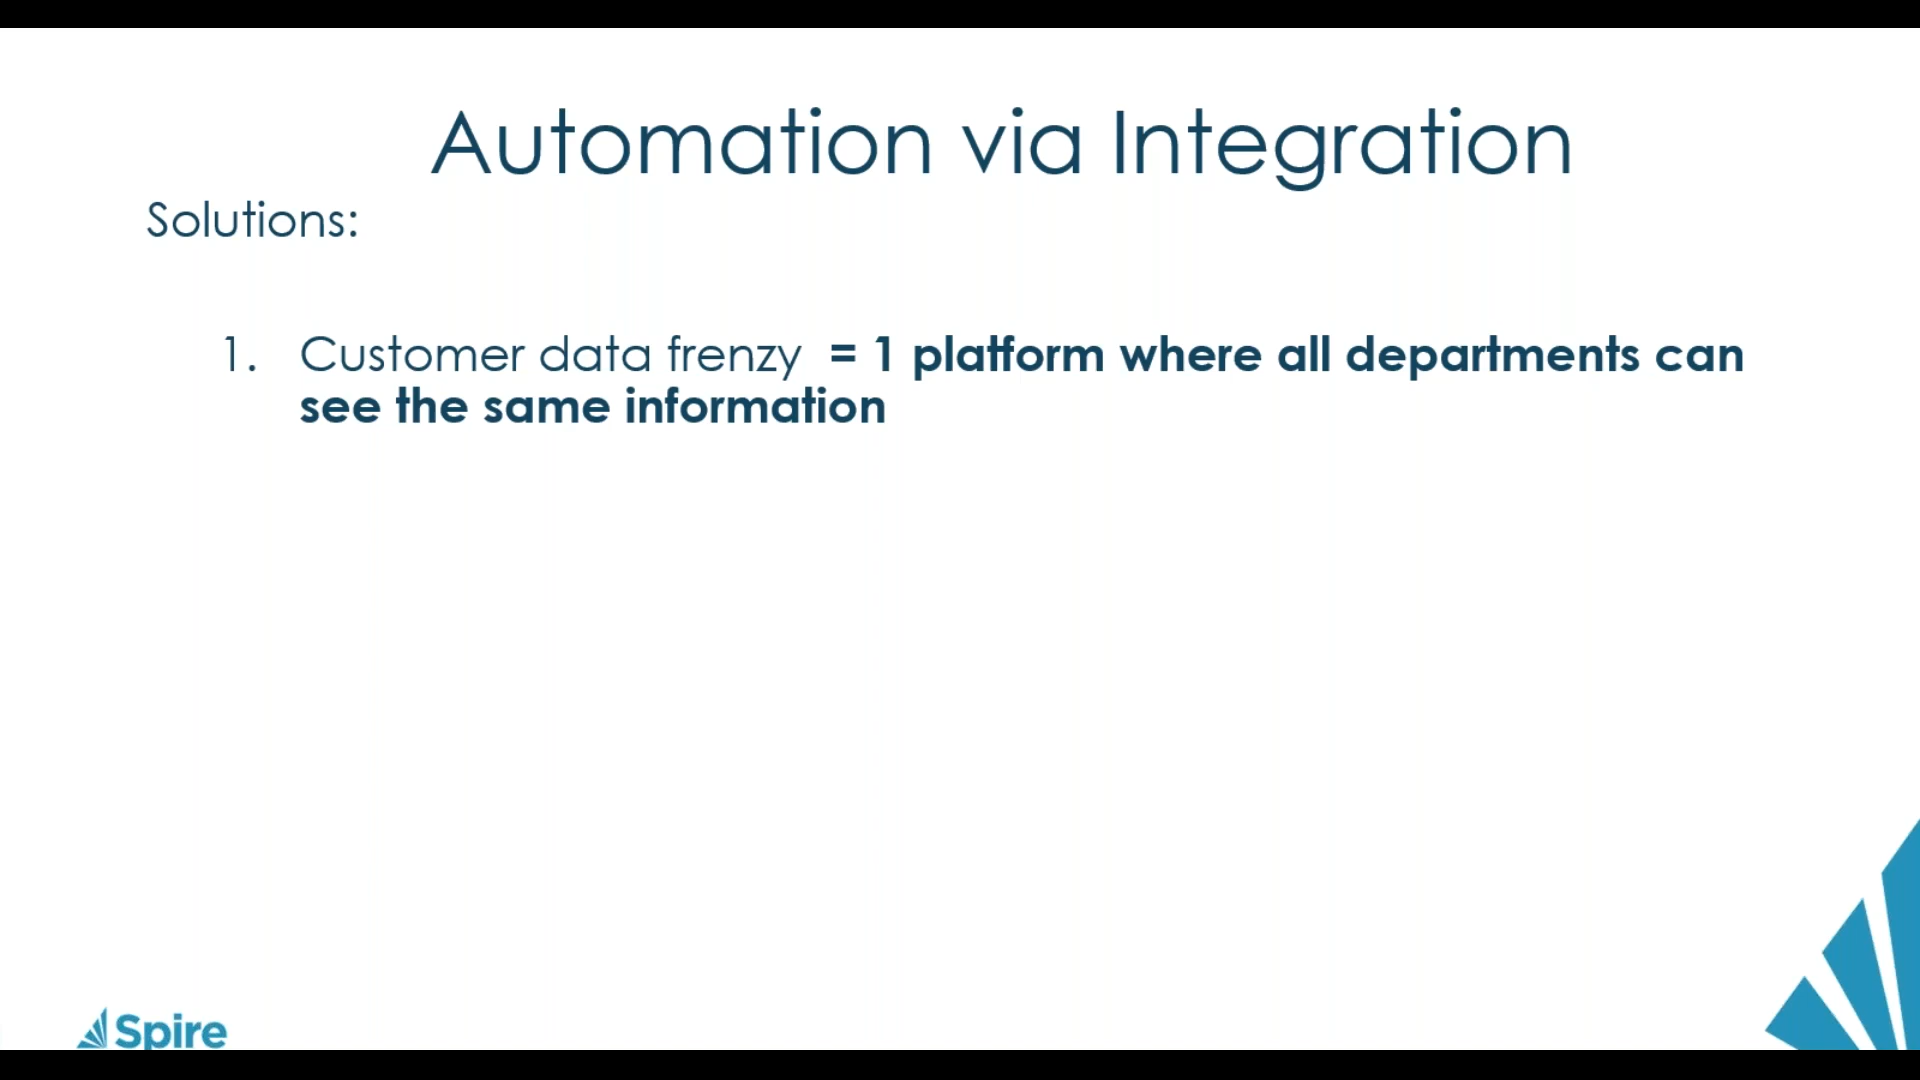 Automation via Integration
Solutions:
1. Customer data frenzy = 1 platform where all departments can
see the same information
Spire